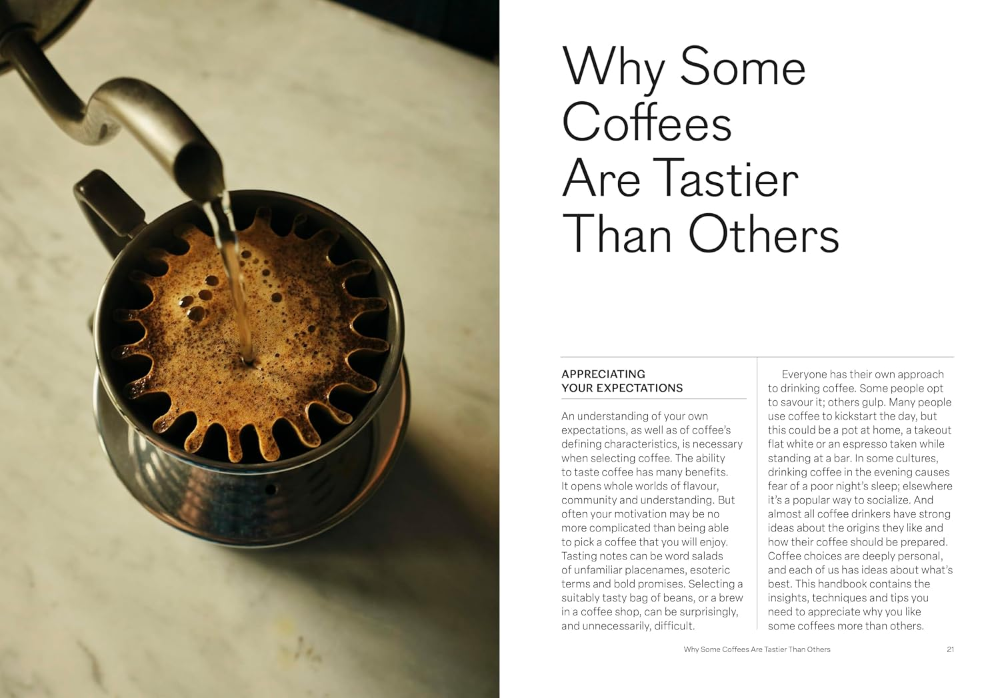 Why Some
Coffees
Are Tastier
Than Others
APPRECIATING
YOUR EXPECTATIONS
An understanding of your own
expectations, as well as of coffee's
defining characteristics, is necessary
when selecting coffee. The ability
to taste coffee has many benefits.
It opens whole worlds of flavour,
community and understanding. But
often your motivation may be no
more complicated than being able
to pick a coffee that you will enjoy.
Tasting notes can be word salads
of unfamiliar placenames, esoteric
terms and bold promises. Selecting a
suitably tasty bag of beans, or a brew
in a coffee shop, can be surprisingly,
and unnecessarily, difficult.
Everyone has their own approach
to drinking coffee. Some people opt
to savour it; others gulp. Many people
use coffee to kickstart the day, but
this could be a pot at home, a takeout
flat white or an espresso taken while
standing at a bar. In some cultures,
drinking coffee in the evening causes
fear of a poor night's sleep; elsewhere
it's a popular way to socialize. And
almost all coffee drinkers have strong
ideas about the origins they like and
how their coffee should be prepared.
Coffee choices are deeply personal,
and each of us has ideas about what's
best. This handbook contains the
insights, techniques and tips you
need to appreciate why you like
some coffees more than others.
Why Some Coffees Are Tastier Than Others
21